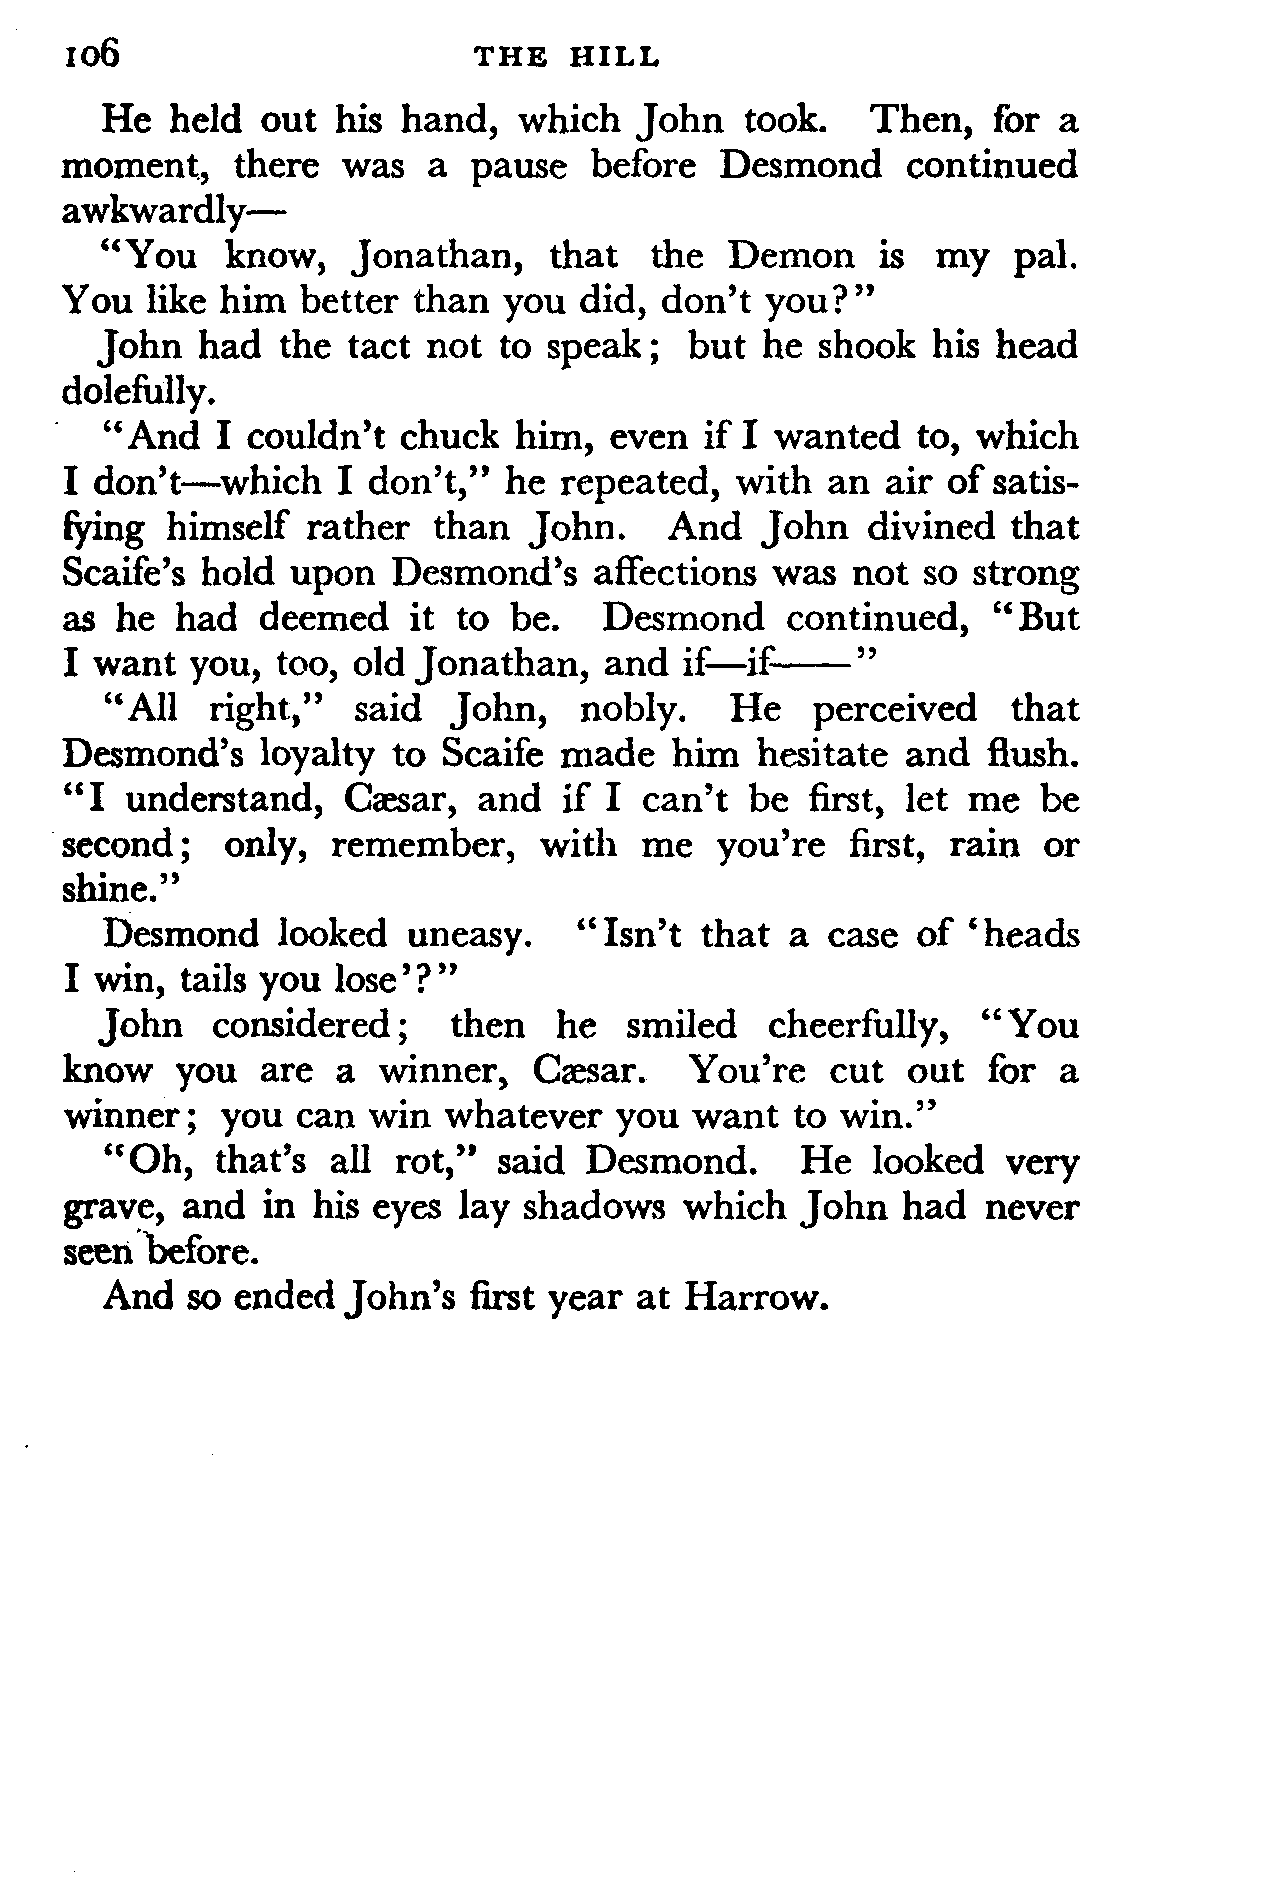 106 THE HILL
He held out his hand, which John took. Then, for a
moment, there was a pause before Desmond continued
awkwardly—
“You know, Jonathan, that the Demon is my pal.
You like him better than you did, don’t you?”
John had the tact not to speak; but he shook his head
dolefully.
“And I couldn’t chuck him, even if I wanted to, which
I don’t—which I don’t,” he repeated, with an air of satis-
fying himself rather than John. And John divined that
Scaife’s hold upon Desmond’s affections was not so strong
as he had deemed it to be. Desmond continued, “But
I want you, too, old Jonathan, and if—if——”
“All right,” said John, nobly. He perceived that
Desmond’s loyalty to Scaife made him hesitate and flush.
“I understand, Cæsar, and if I can’t be first, let me be
second; only, remember, with me you’re first, rain or
shine.”
Desmond looked uneasy. “Isn’t that a case of ‘heads
I win, tails you lose’?”
John considered; then he smiled cheerfully, “You
know you are a winner, Cæsar. You’re cut out for a
winner; you can win whatever you want to win.”
“Oh, that’s all rot,” said Desmond. He looked very
grave, and in his eyes lay shadows which John had never
seen before.
And so ended John’s first year at Harrow.